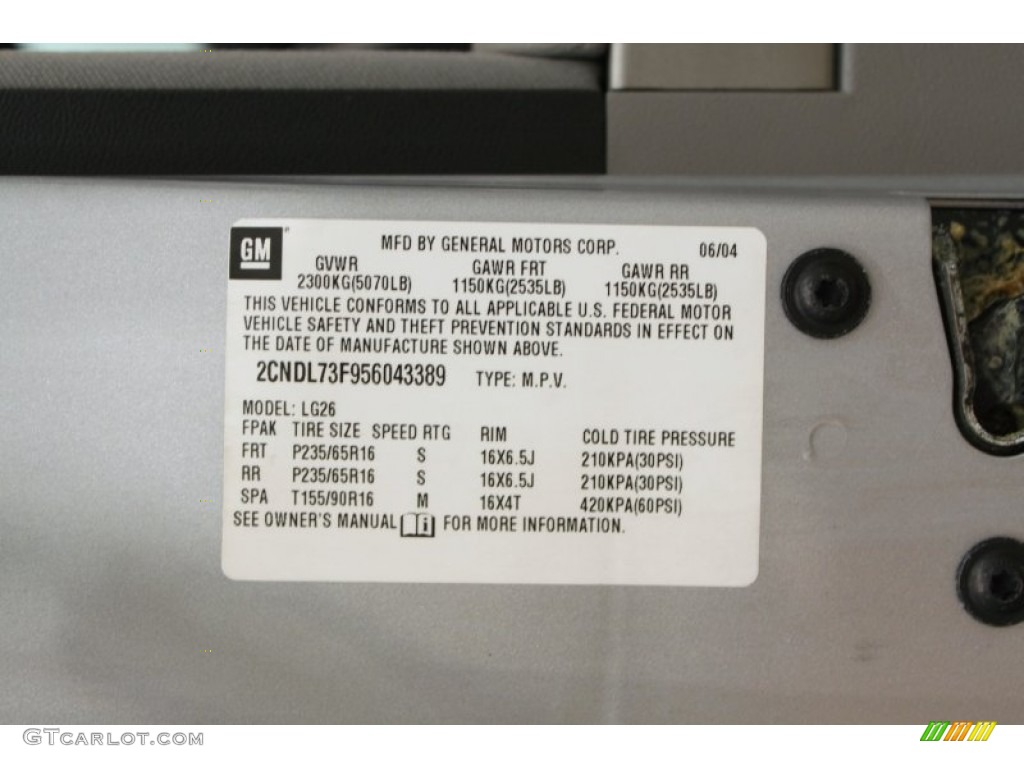 GM MFD BY GENERAL MOTORS CORP. 06/04
GVWR GAWR FRT GAWR RR
2300KG(5070LB) 1150KG(2535LB) 1150KG(2535LB)
THIS VEHICLE CONFORMS TO ALL APPLICABLE U.S. FEDERAL MOTOR
VEHICLE SAFETY AND THEFT PREVENTION STANDARDS IN EFFECT ON
THE DATE OF MANUFACTURE SHOWN ABOVE.
2CNDL73F956043389 TYPE: M.P.V.
MODEL: LG26
FPAK TIRE SIZE SPEED RTG RIM COLD TIRE PRESSURE
FRT P235/65R16 S 16X6.5J 210KPA(30PSI)
RR P235/65R16 S 16X6.5J 210KPA(30PSI)
SPA T155/90R16 M 16X4T 420KPA(60PSI)
SEE OWNER'S MANUAL i FOR MORE INFORMATION.
GTcarlot.com